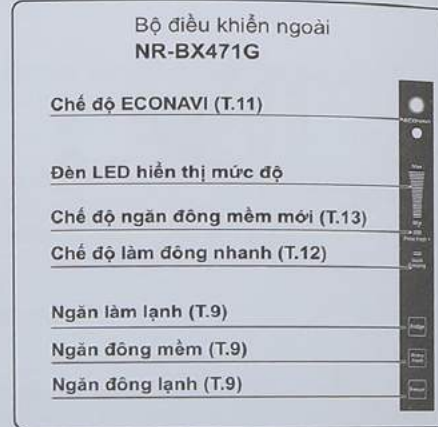 Bộ điều khiển ngoài
NR-BX471G
Chế độ ECONAVI (T.11)
Đèn LED hiển thị mức độ
Chế độ ngăn đông mềm mới (T.13)
Chế độ làm đông nhanh (T.12)
Ngăn làm lạnh (T.9)
Ngăn đông mềm (T.9)
Ngăn đông lạnh (T.9)